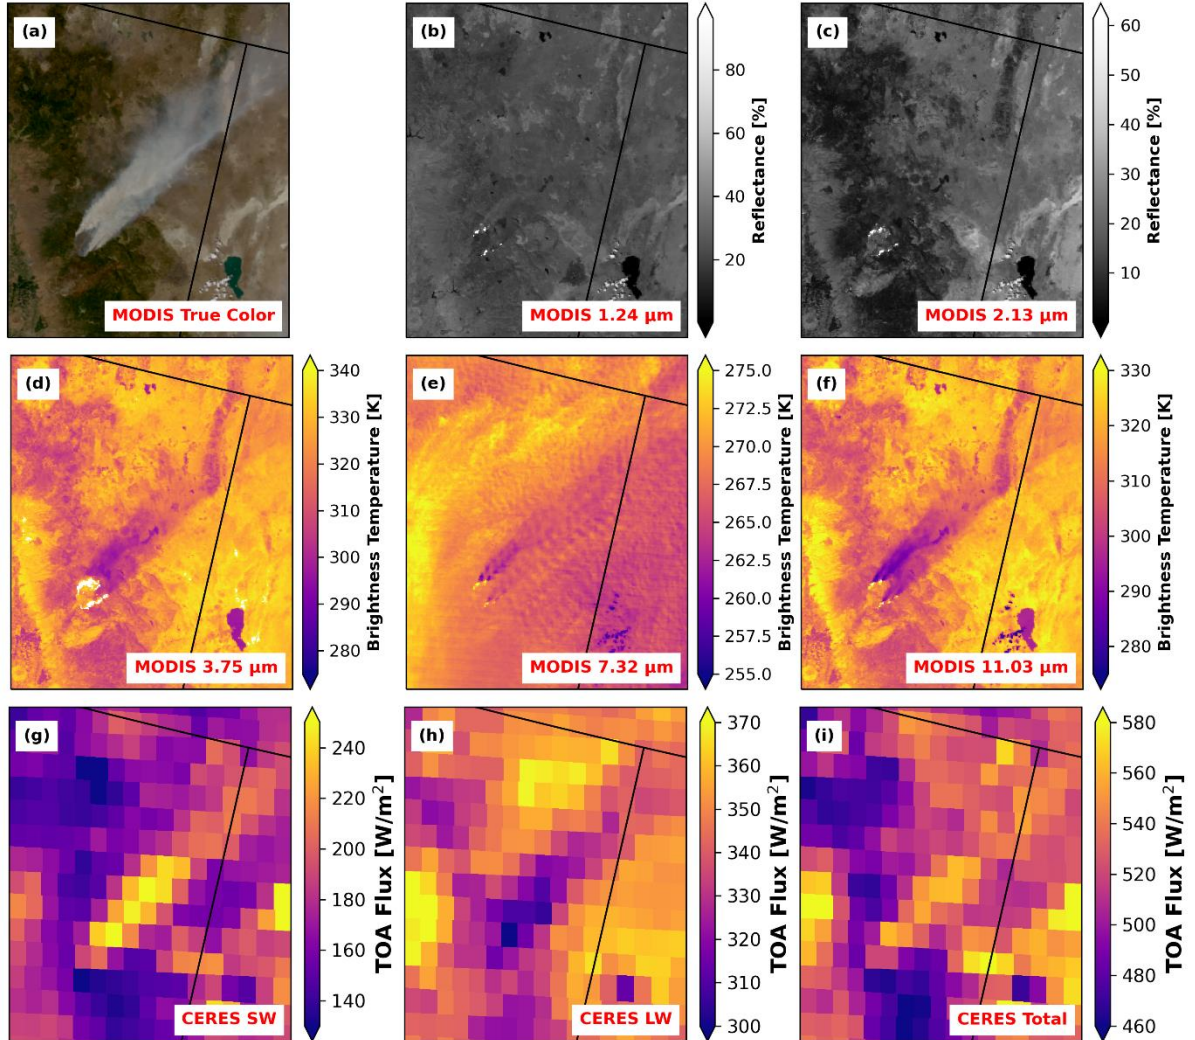 (a)
MODIS True Color
(b)
MODIS 1.24 µm
80
60
40
20
Reflectance [%]
(c)
MODIS 2.13 µm
60
50
40
30
20
10
Reflectance [%]
(d)
MODIS 3.75 µm
340
330
320
310
300
290
280
Brightness Temperature [K]
(e)
MODIS 7.32 µm
275.0
272.5
270.0
267.5
265.0
262.5
260.0
257.5
255.0
Brightness Temperature [K]
(f)
MODIS 11.03 µm
330
320
310
300
290
280
Brightness Temperature [K]
(g)
CERES SW
240
220
200
180
160
140
TOA Flux [W/m²]
(h)
CERES LW
370
360
350
340
330
320
310
300
TOA Flux [W/m²]
(i)
CERES Total
580
560
540
520
500
480
460
TOA Flux [W/m²]